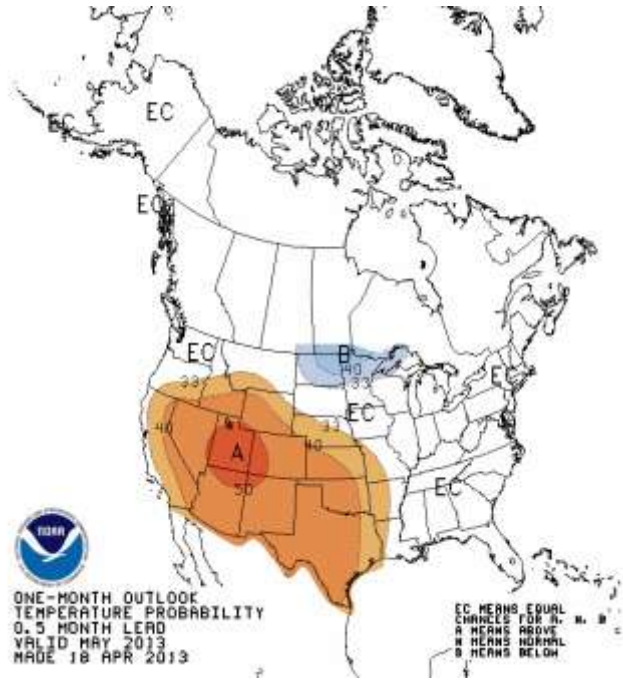 EC
EC
EC
B
40
33
EC
33
EC
EC
40
33
40
A
50
EC
NOAA
ONE-MONTH OUTLOOK
TEMPERATURE PROBABILITY
0.5 MONTH LEAD
VALID MAY 2013
MADE 18 APR 2013
EC MEANS EQUAL
CHANCES FOR A, N, B
A MEANS ABOVE
N MEANS NORMAL
B MEANS BELOW